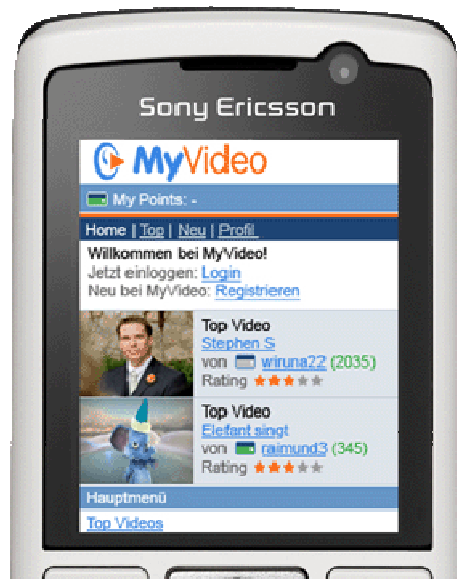 Sony Ericsson
MyVideo
My Points: -
Home | Top | Neu | Profil
Willkommen bei MyVideo!
Jetzt einloggen: Login
Neu bei MyVideo: Registrieren
Top Video
Stephen S
von wiruna22 (2035)
Rating
Top Video
Elefant singt
von raimund3 (345)
Rating
Hauptmenü
Top Videos